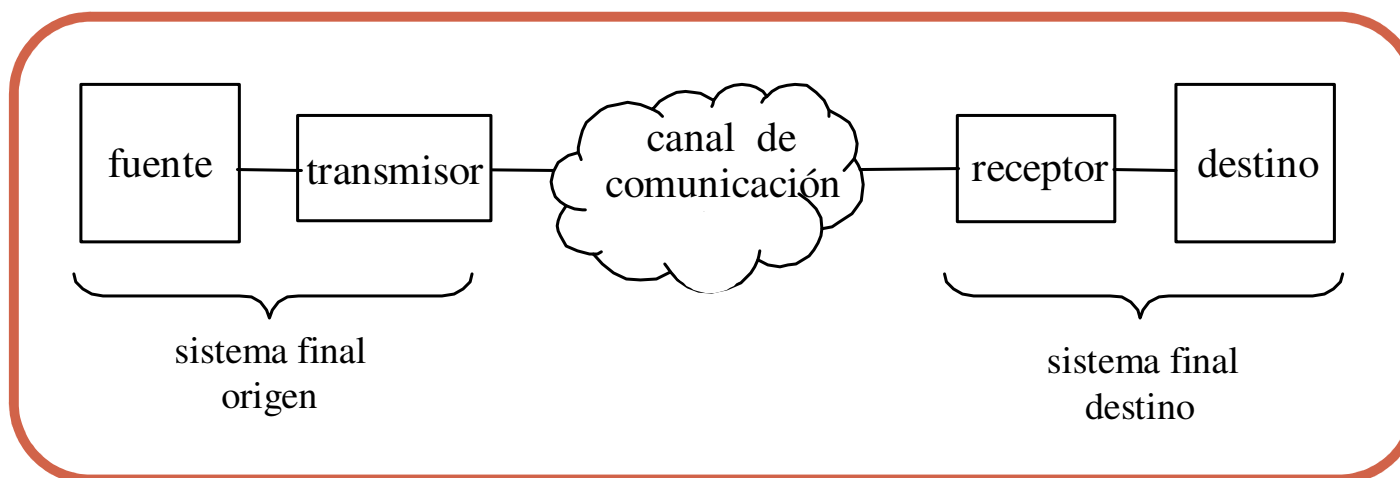 fuente
transmisor
canal de
comunicación
receptor
destino
sistema final
origen
sistema final
destino